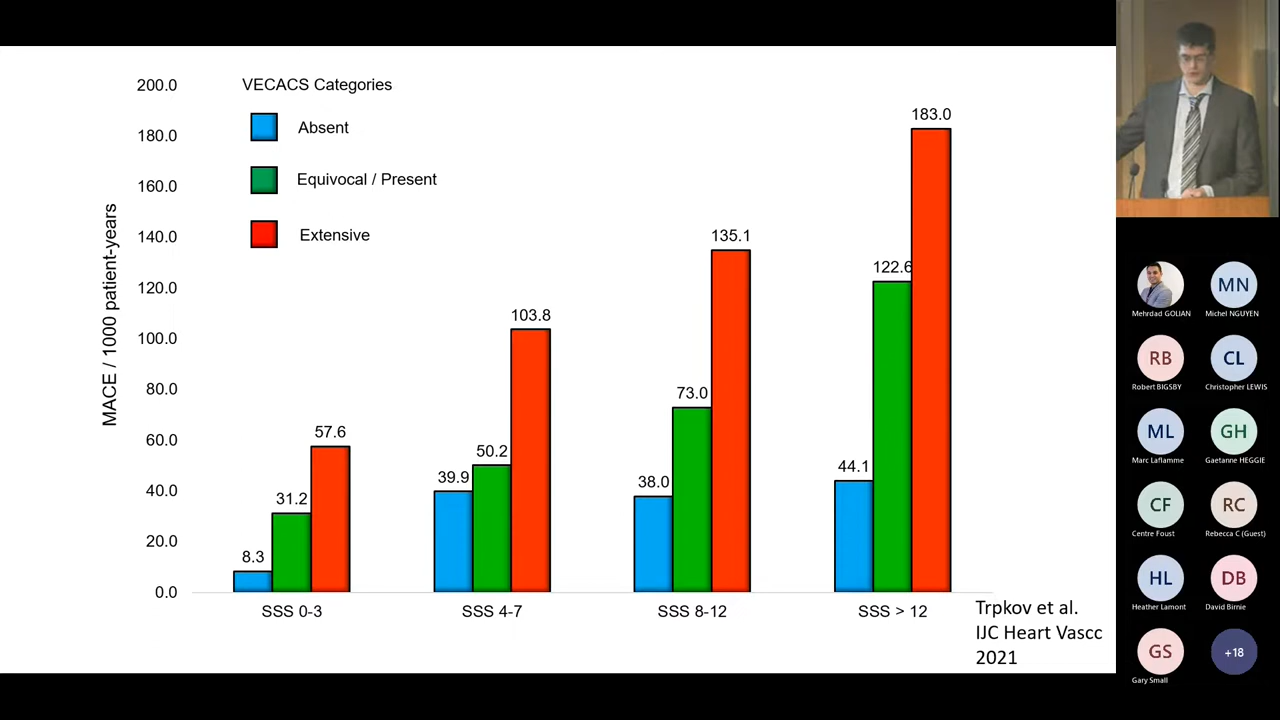 VECACS Categories
Absent
Equivocal / Present
Extensive
MACE / 1000 patient-years
200.0
180.0
160.0
140.0
120.0
100.0
80.0
60.0
40.0
20.0
0.0
8.3
31.2
57.6
39.9
50.2
103.8
38.0
73.0
135.1
44.1
122.6
183.0
SSS 0-3
SSS 4-7
SSS 8-12
SSS > 12
Trpkov et al.
IJC Heart Vascc
2021
Mehrdad GOLIAN
MN
Michel NGUYEN
RB
Robert BIGSBY
CL
Christopher LEWIS
ML
Marc Laflamme
GH
Gaetanne HEGGIE
CF
Centre Foust
RC
Rebecca C (Guest)
HL
Heather Lamont
DB
David Birnie
GS
Gary Small
+18